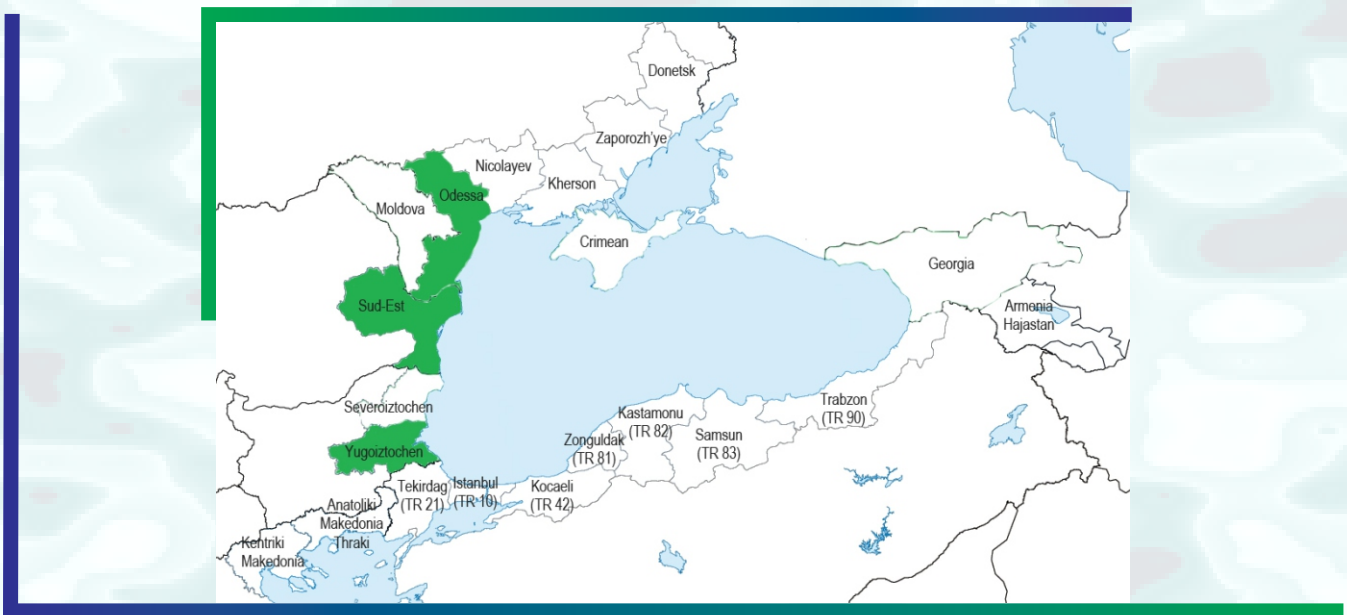 Donetsk
Zaporozh'ye
Nicolayev
Kherson
Odessa
Moldova
Crimean
Georgia
Sud-Est
Armenia
Hajastan
Severoiztochen
Yugoiztochen
Trabzon
(TR 90)
Kastamonu
(TR 82)
Samsun
(TR 83)
Zonguldak
(TR 81)
Tekirdag
(TR 21)
Istanbul
(TR 10)
Kocaeli
(TR 42)
Anatoliki
Makedonia
Thraki
Kentriki
Makedonia